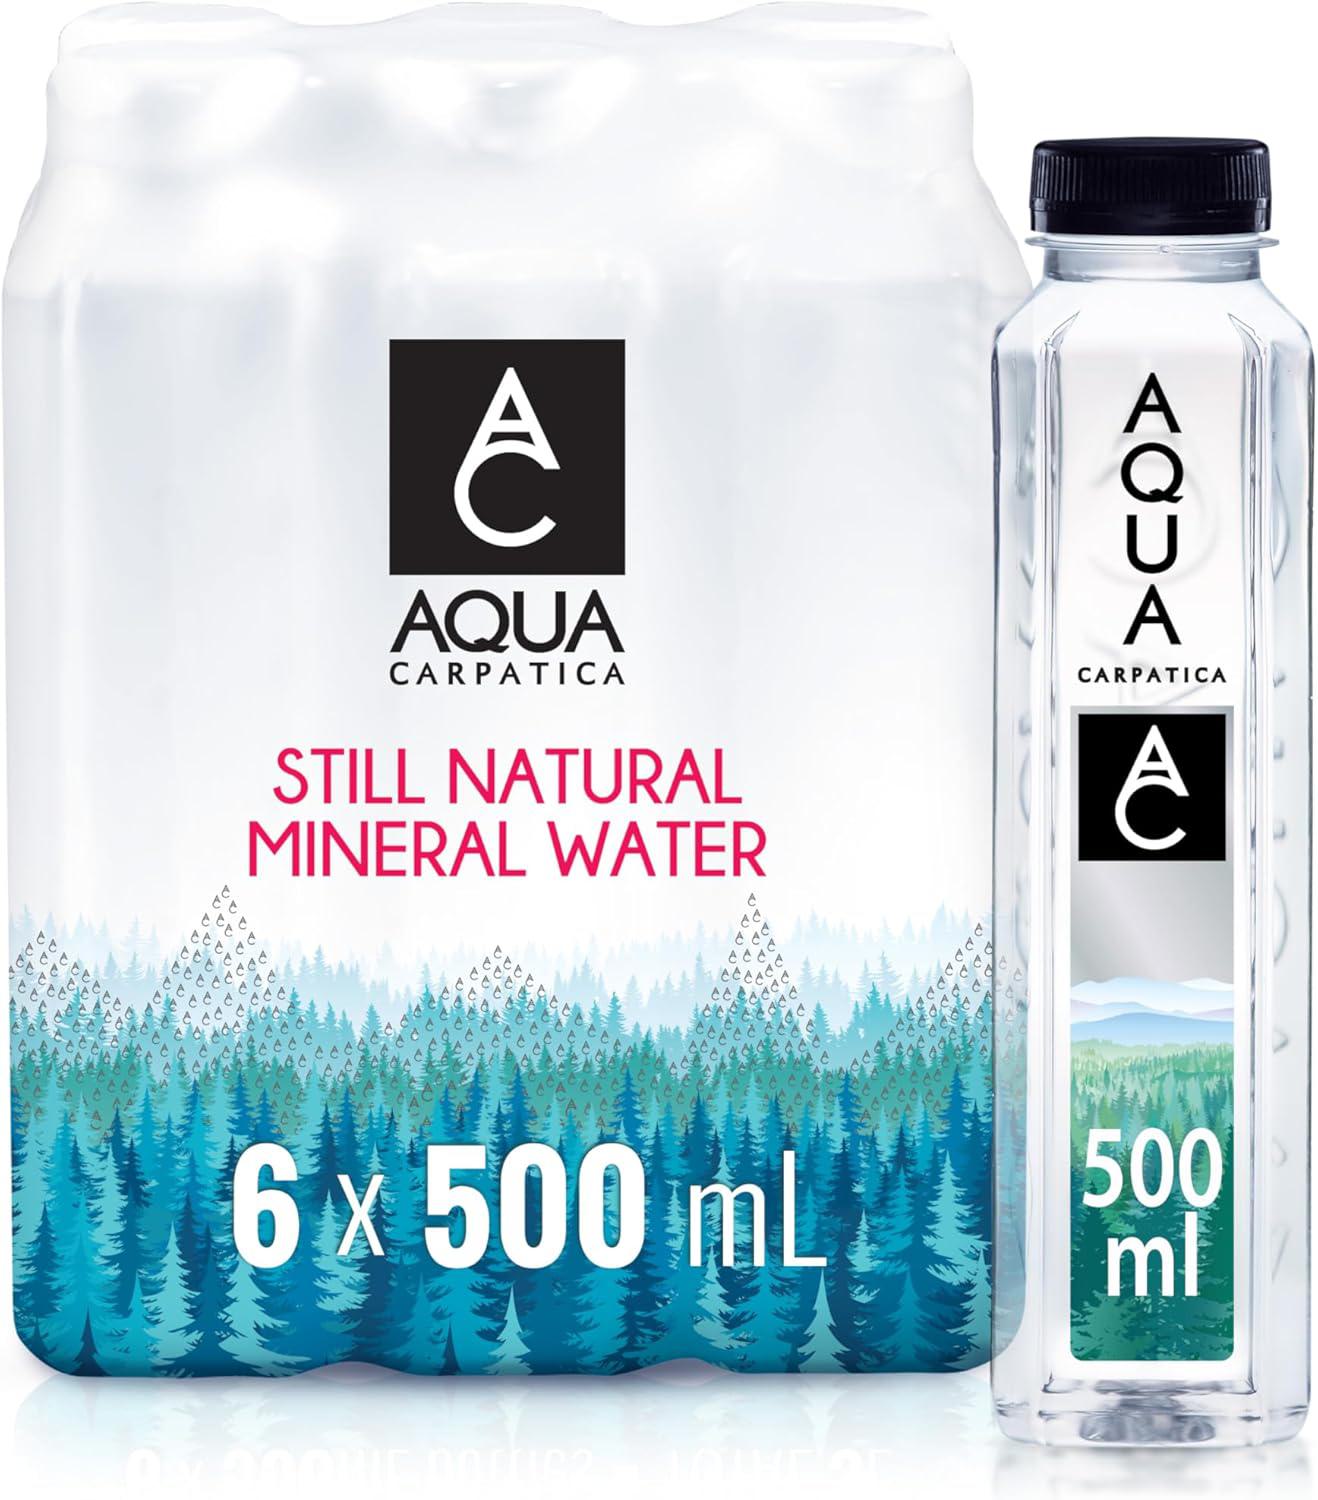 AC
AQUA
CARPATICA
STILL NATURAL
MINERAL WATER
6 x 500 mL
AQUA
CARPATICA
AC
500
ml